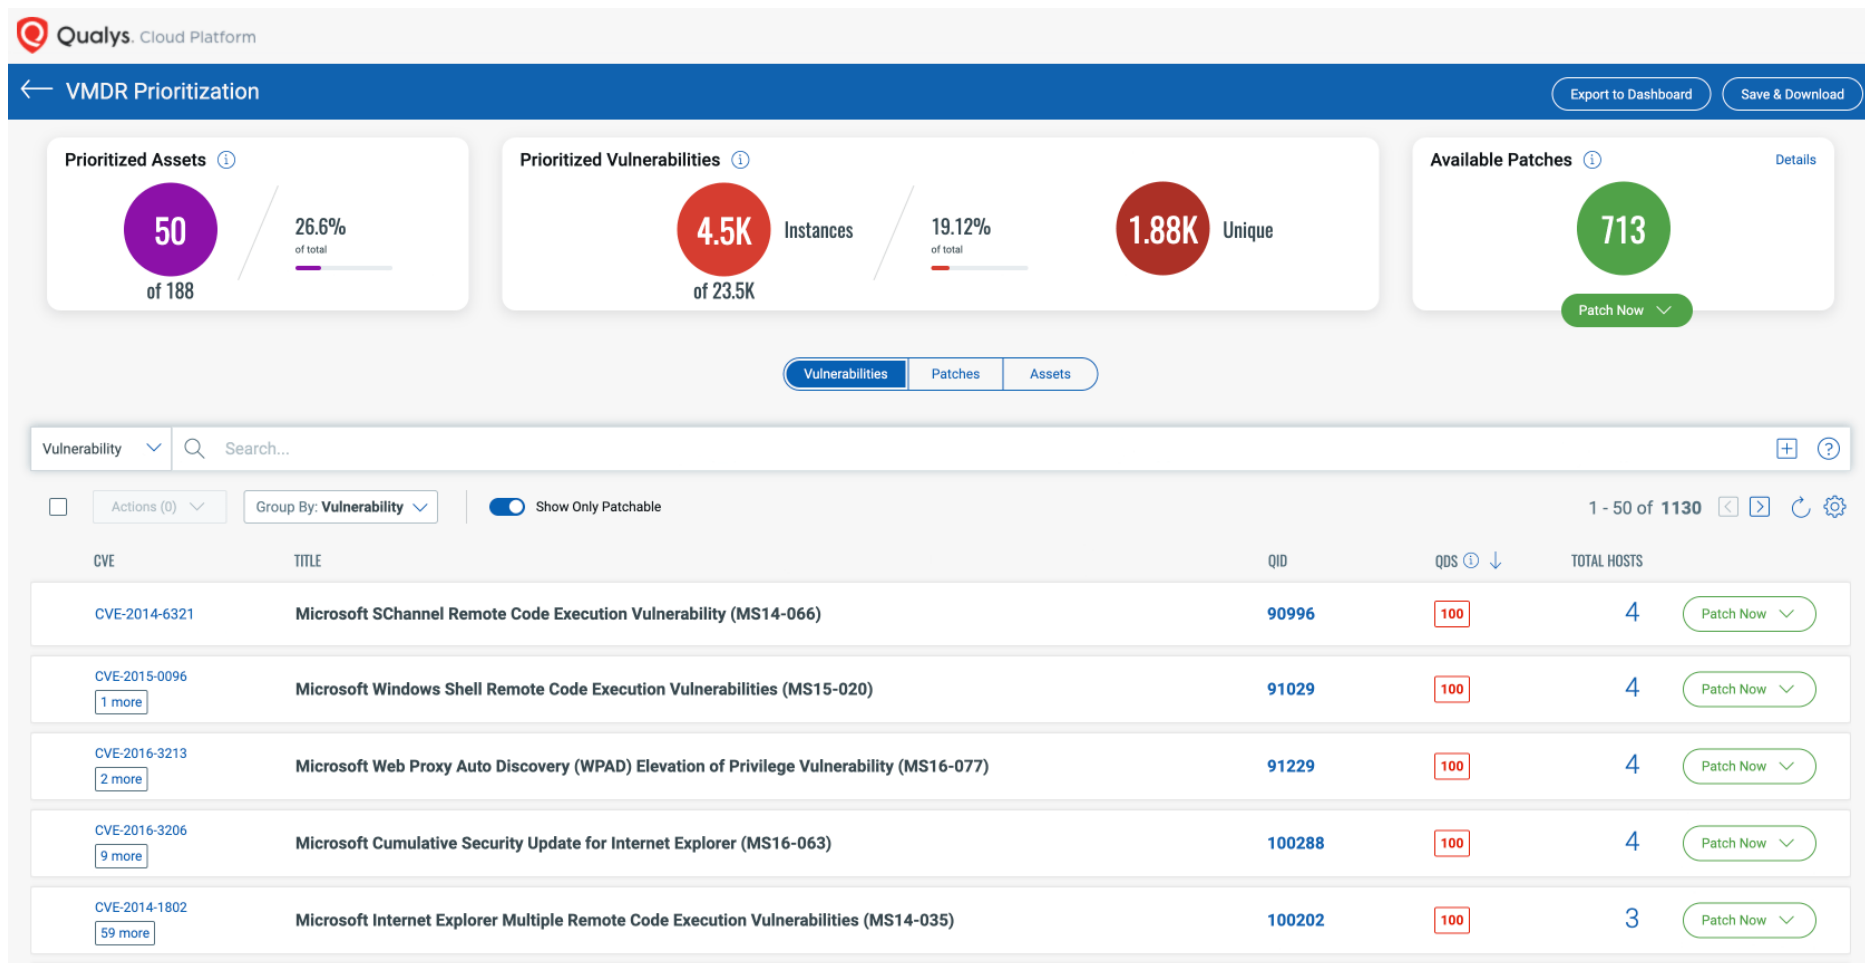 Qualys. Cloud Platform
VMDR Prioritization
Export to Dashboard
Save & Download
Prioritized Assets
50
of 188
26.6%
of total
Prioritized Vulnerabilities
4.5K Instances
of 23.5K
19.12%
of total
1.88K Unique
Available Patches
Details
713
Patch Now
Vulnerabilities Patches Assets
Vulnerability Search...
Actions (0) Group By: Vulnerability Show Only Patchable 1 - 50 of 1130
CVE TITLE QID QDS TOTAL HOSTS
CVE-2014-6321 Microsoft SChannel Remote Code Execution Vulnerability (MS14-066) 90996 100 4 Patch Now
CVE-2015-0096
1 more
Microsoft Windows Shell Remote Code Execution Vulnerabilities (MS15-020) 91029 100 4 Patch Now
CVE-2016-3213
2 more
Microsoft Web Proxy Auto Discovery (WPAD) Elevation of Privilege Vulnerability (MS16-077) 91229 100 4 Patch Now
CVE-2016-3206
9 more
Microsoft Cumulative Security Update for Internet Explorer (MS16-063) 100288 100 4 Patch Now
CVE-2014-1802
59 more
Microsoft Internet Explorer Multiple Remote Code Execution Vulnerabilities (MS14-035) 100202 100 3 Patch Now